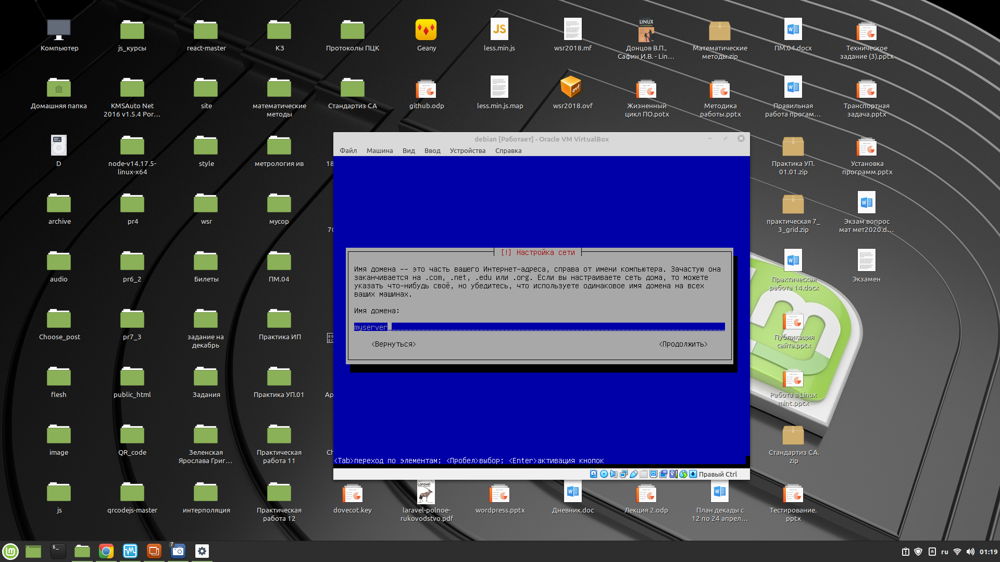 Компьютер
js_курсы
react-master
КЗ
Протоколы ПЦК
Geany
JS
less.min.js
wsr2018.mf
LINUX
Донцов В.П.,
Сафин И.В. - Lin...
Математические
методы.zip
ПМ.04.docx
Техническое
задание (3).pptx
Домашняя папка
KMSAuto Net
2016 v1.5.4 Por...
site
математические
методы
Стандартиз СА
github.odp
less.min.js.map
ovf
wsr2018.ovf
Жизненный
цикл ПО.potx
Методика
работы.pptx
Правильная
работа програм...
Транспортная
задача.pptx
D
node-v14.17.5-
linux-x64
style
метрология ив
18
Практика УП.
01.01.zip
Установка
программ.pptx
archive
pr4
wsr
мусор
70
практическая 7_
3_grid.zip
Экзам вопрос
мат мет2020.d...
audio
pr6_2
Билеты
ПМ.04
Практическая
работа 14.docx
Экзамен
Choose_post
pr7_3
задание на
декабрь
Практика ИП
Публикация
сайта.pptx
flesh
public_html
Задания
Практика УП.01
Ap
Работа в Linux
mint.pptx
image
QR_code
Зеленская
Ярослава Григ...
Практическая
работа 11
Ch
Стандартиз СА.
zip
js
qrcodejs-master
интерполяция
Практическая
работа 12
dovecot.key
Laravel
laravel-polnoe-
rukovodstvo.pdf
wordpress.pptx
Дневник.doc
Лекция 2.odp
План декады с
12 по 24 апрел...
Тестирование.
pptx
debian [Работает] - Oracle VM VirtualBox
Файл Машина Вид Ввод Устройства Справка
[!] Настройка сети
Имя домена -- это часть вашего Интернет-адреса, справа от имени компьютера. Зачастую она
заканчивается на .com, .net, .edu или .org. Если вы настраиваете сеть дома, то можете
указать что-нибудь своё, но убедитесь, что используете одинаковое имя домена на всех
ваших машинах.
Имя домена:
myserver
<Вернуться> <Продолжить>
<Tab>переход по элементам; <Пробел>выбор; <Enter>активация кнопок
Правый Ctrl
7
ru
01:19